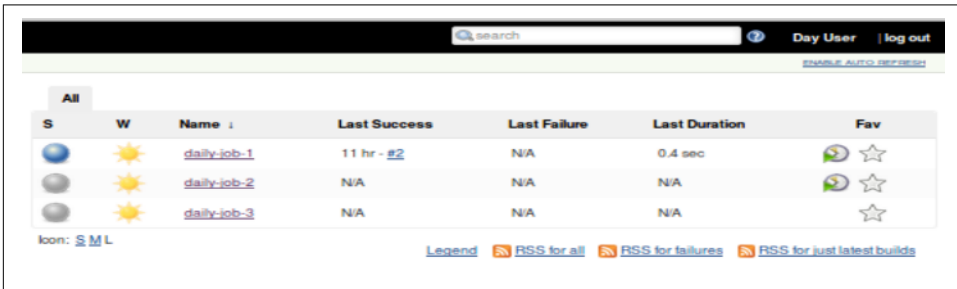 search Day User | log out
ENABLE AUTO REFRESH
All
S W Name ↓ Last Success Last Failure Last Duration Fav
daily-job-1 11 hr - #2 N/A 0.4 sec
daily-job-2 N/A N/A N/A
daily-job-3 N/A N/A N/A
Icon: S M L
Legend RSS for all RSS for failures RSS for just latest builds